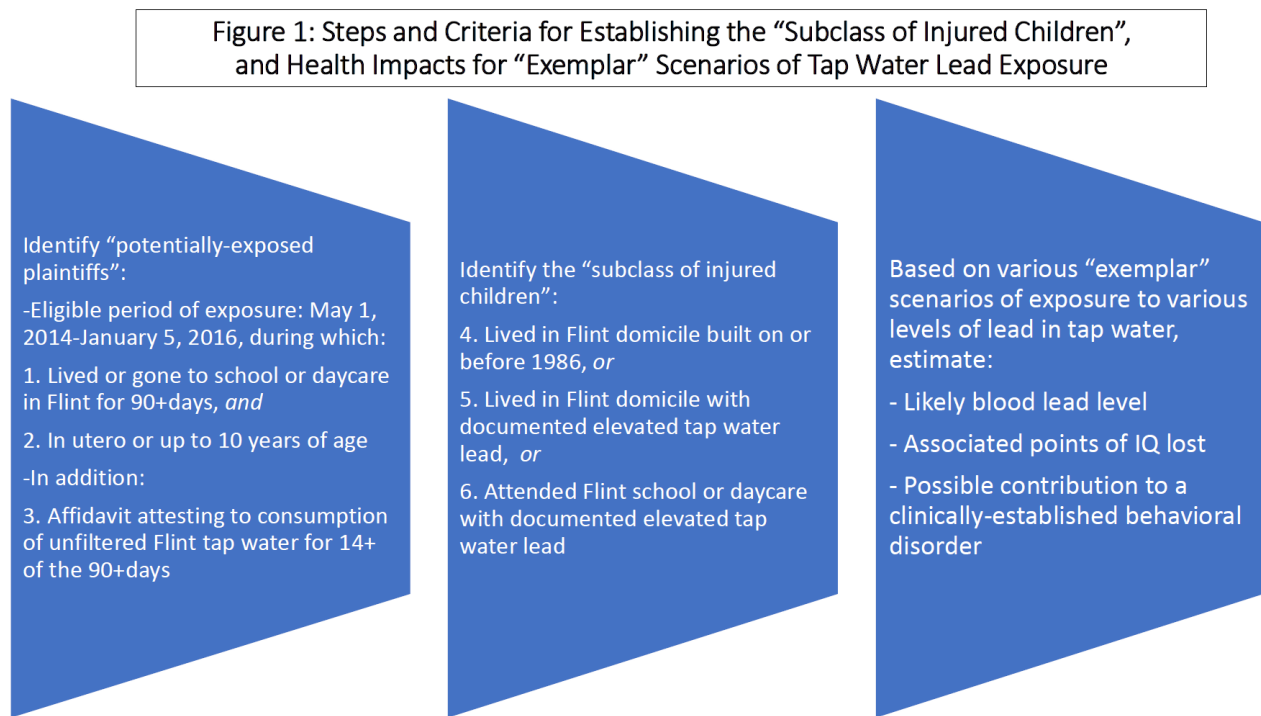 Figure 1: Steps and Criteria for Establishing the “Subclass of Injured Children”,
and Health Impacts for “Exemplar” Scenarios of Tap Water Lead Exposure
Identify “potentially-exposed
plaintiffs”:
-Eligible period of exposure: May 1,
2014-January 5, 2016, during which:
1. Lived or gone to school or daycare
in Flint for 90+days, and
2. In utero or up to 10 years of age
-In addition:
3. Affidavit attesting to consumption
of unfiltered Flint tap water for 14+
of the 90+days
Identify the “subclass of injured
children”:
4. Lived in Flint domicile built on or
before 1986, or
5. Lived in Flint domicile with
documented elevated tap water
lead, or
6. Attended Flint school or daycare
with documented elevated tap
water lead
Based on various “exemplar”
scenarios of exposure to various
levels of lead in tap water,
estimate:
- Likely blood lead level
- Associated points of IQ lost
- Possible contribution to a
clinically-established behavioral
disorder